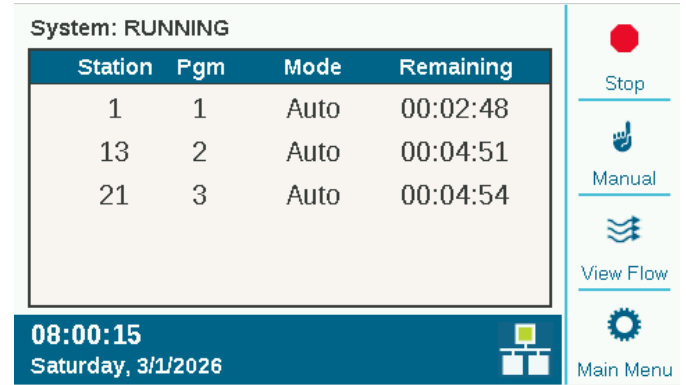 System: RUNNING
Station Pgm Mode Remaining
1 1 Auto 00:02:48
13 2 Auto 00:04:51
21 3 Auto 00:04:54
08:00:15
Saturday, 3/1/2026
Stop
Manual
View Flow
Main Menu